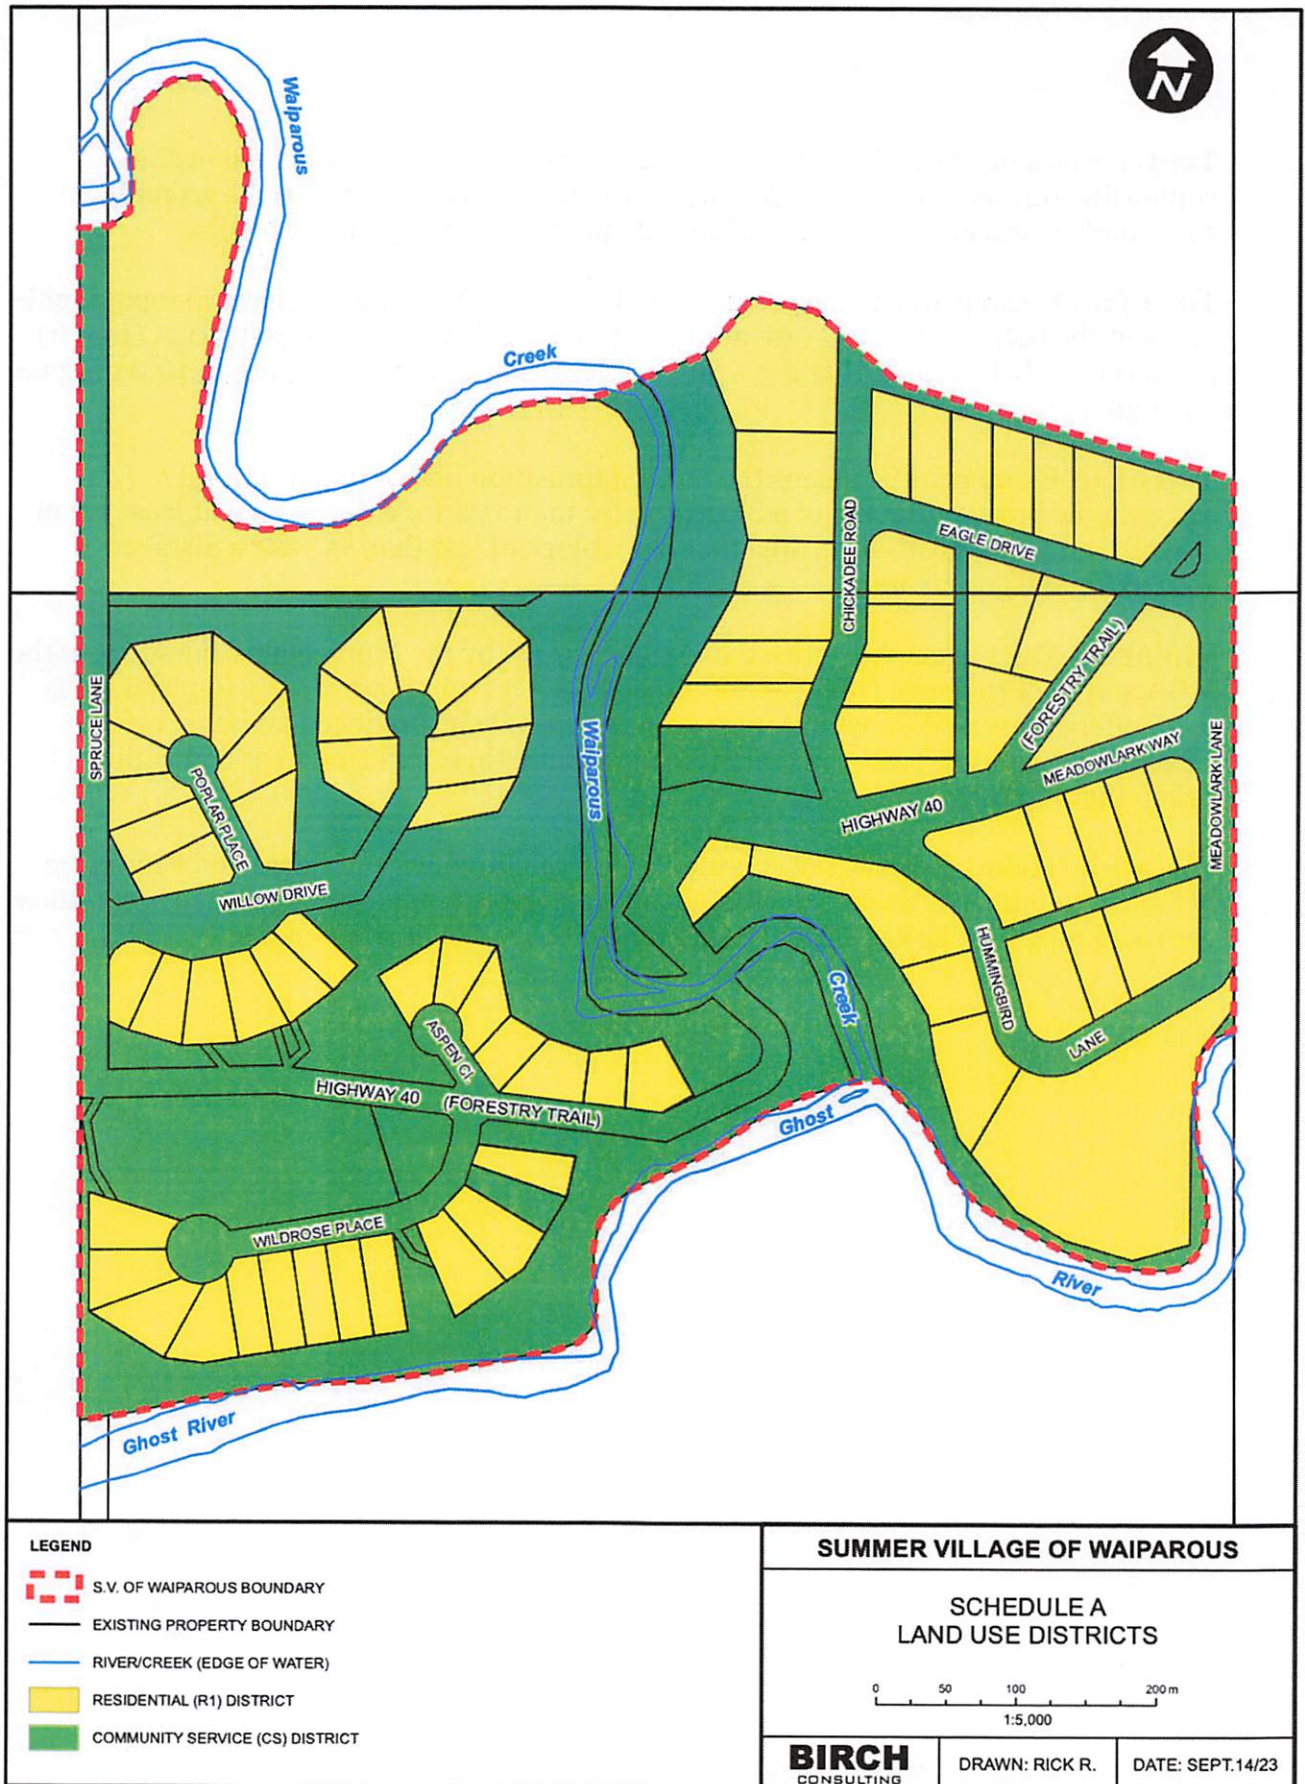 N
Waiparous
Creek
EAGLE DRIVE
CHICKADEE ROAD
(FORESTRY TRAIL)
SPRUCE LANE
MEADOWLARK WAY
MEADOWLARK LANE
Waiparous
POPLAR PLACE
HIGHWAY 40
WILLOW DRIVE
HUMMINGBIRD
LANE
Creek
ASPEN Cl.
HIGHWAY 40 (FORESTRY TRAIL)
Ghost
WILDROSE PLACE
River
Ghost River
LEGEND
S.V. OF WAIPAROUS BOUNDARY
EXISTING PROPERTY BOUNDARY
RIVER/CREEK (EDGE OF WATER)
RESIDENTIAL (R1) DISTRICT
COMMUNITY SERVICE (CS) DISTRICT
SUMMER VILLAGE OF WAIPAROUS
SCHEDULE A
LAND USE DISTRICTS
0 50 100 200 m
1:5,000
BIRCH
CONSULTING
DRAWN: RICK R.
DATE: SEPT.14/23